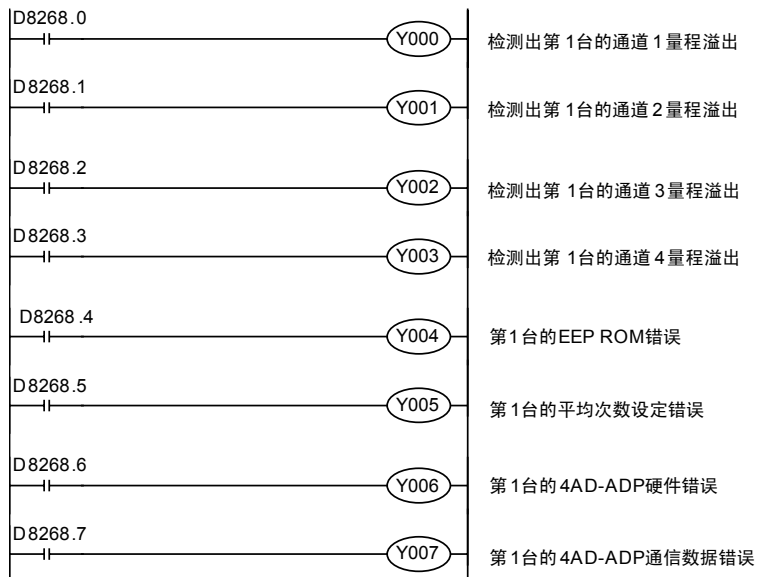 D8268.0
Y000 检测出第 1台的通道 1 量程溢出
D8268.1
Y001 检测出第 1台的通道 2 量程溢出
D8268.2
Y002 检测出第 1台的通道 3 量程溢出
D8268.3
Y003 检测出第 1台的通道 4 量程溢出
D8268.4
Y004 第1台的EEP ROM错误
D8268.5
Y005 第1台的平均次数设定错误
D8268.6
Y006 第1台的 4AD-ADP硬件错误
D8268.7
Y007 第1台的 4AD-ADP通信数据错误